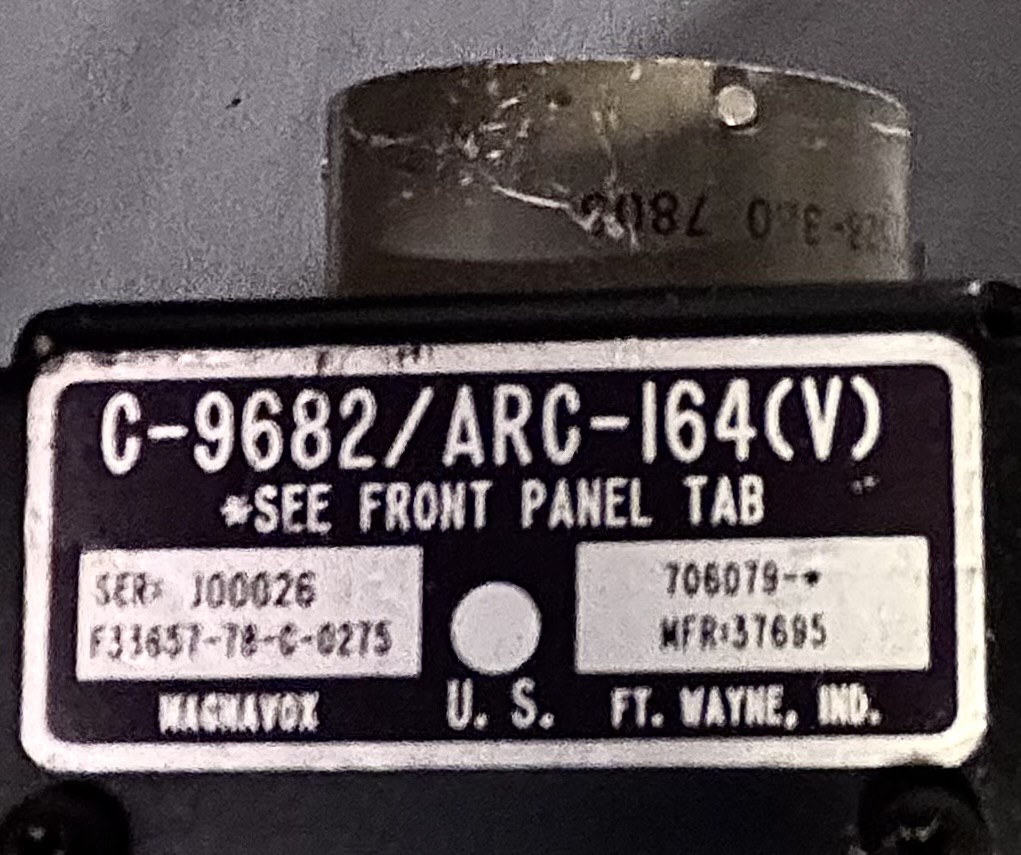 C-9682/ARC-164(V)
*SEE FRONT PANEL TAB
SER: J00026
F33657-78-C-0275
706079-*
MFR:37695
MAGNAVOX
U. S.
FT. WAYNE, IND.